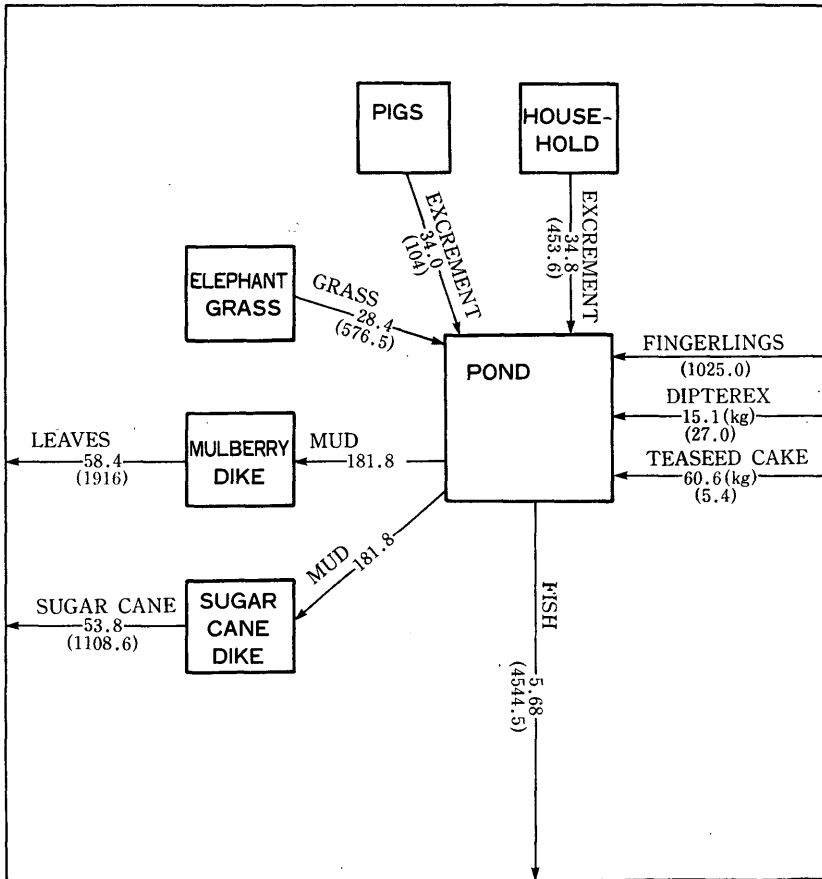 PIGS
HOUSE-
HOLD
EXCREMENT
34.0
(104)
EXCREMENT
34.8
(453.6)
ELEPHANT
GRASS
GRASS
28.4
(576.5)
POND
FINGERLINGS
(1025.0)
DIPTEREX
15.1(kg)
(27.0)
TEASEED CAKE
60.6(kg)
(5.4)
LEAVES
58.4
(1916)
MULBERRY
DIKE
MUD
181.8
MUD
181.8
SUGAR CANE
53.8
(1108.6)
SUGAR
CANE
DIKE
FISH
5.68
(4544.5)